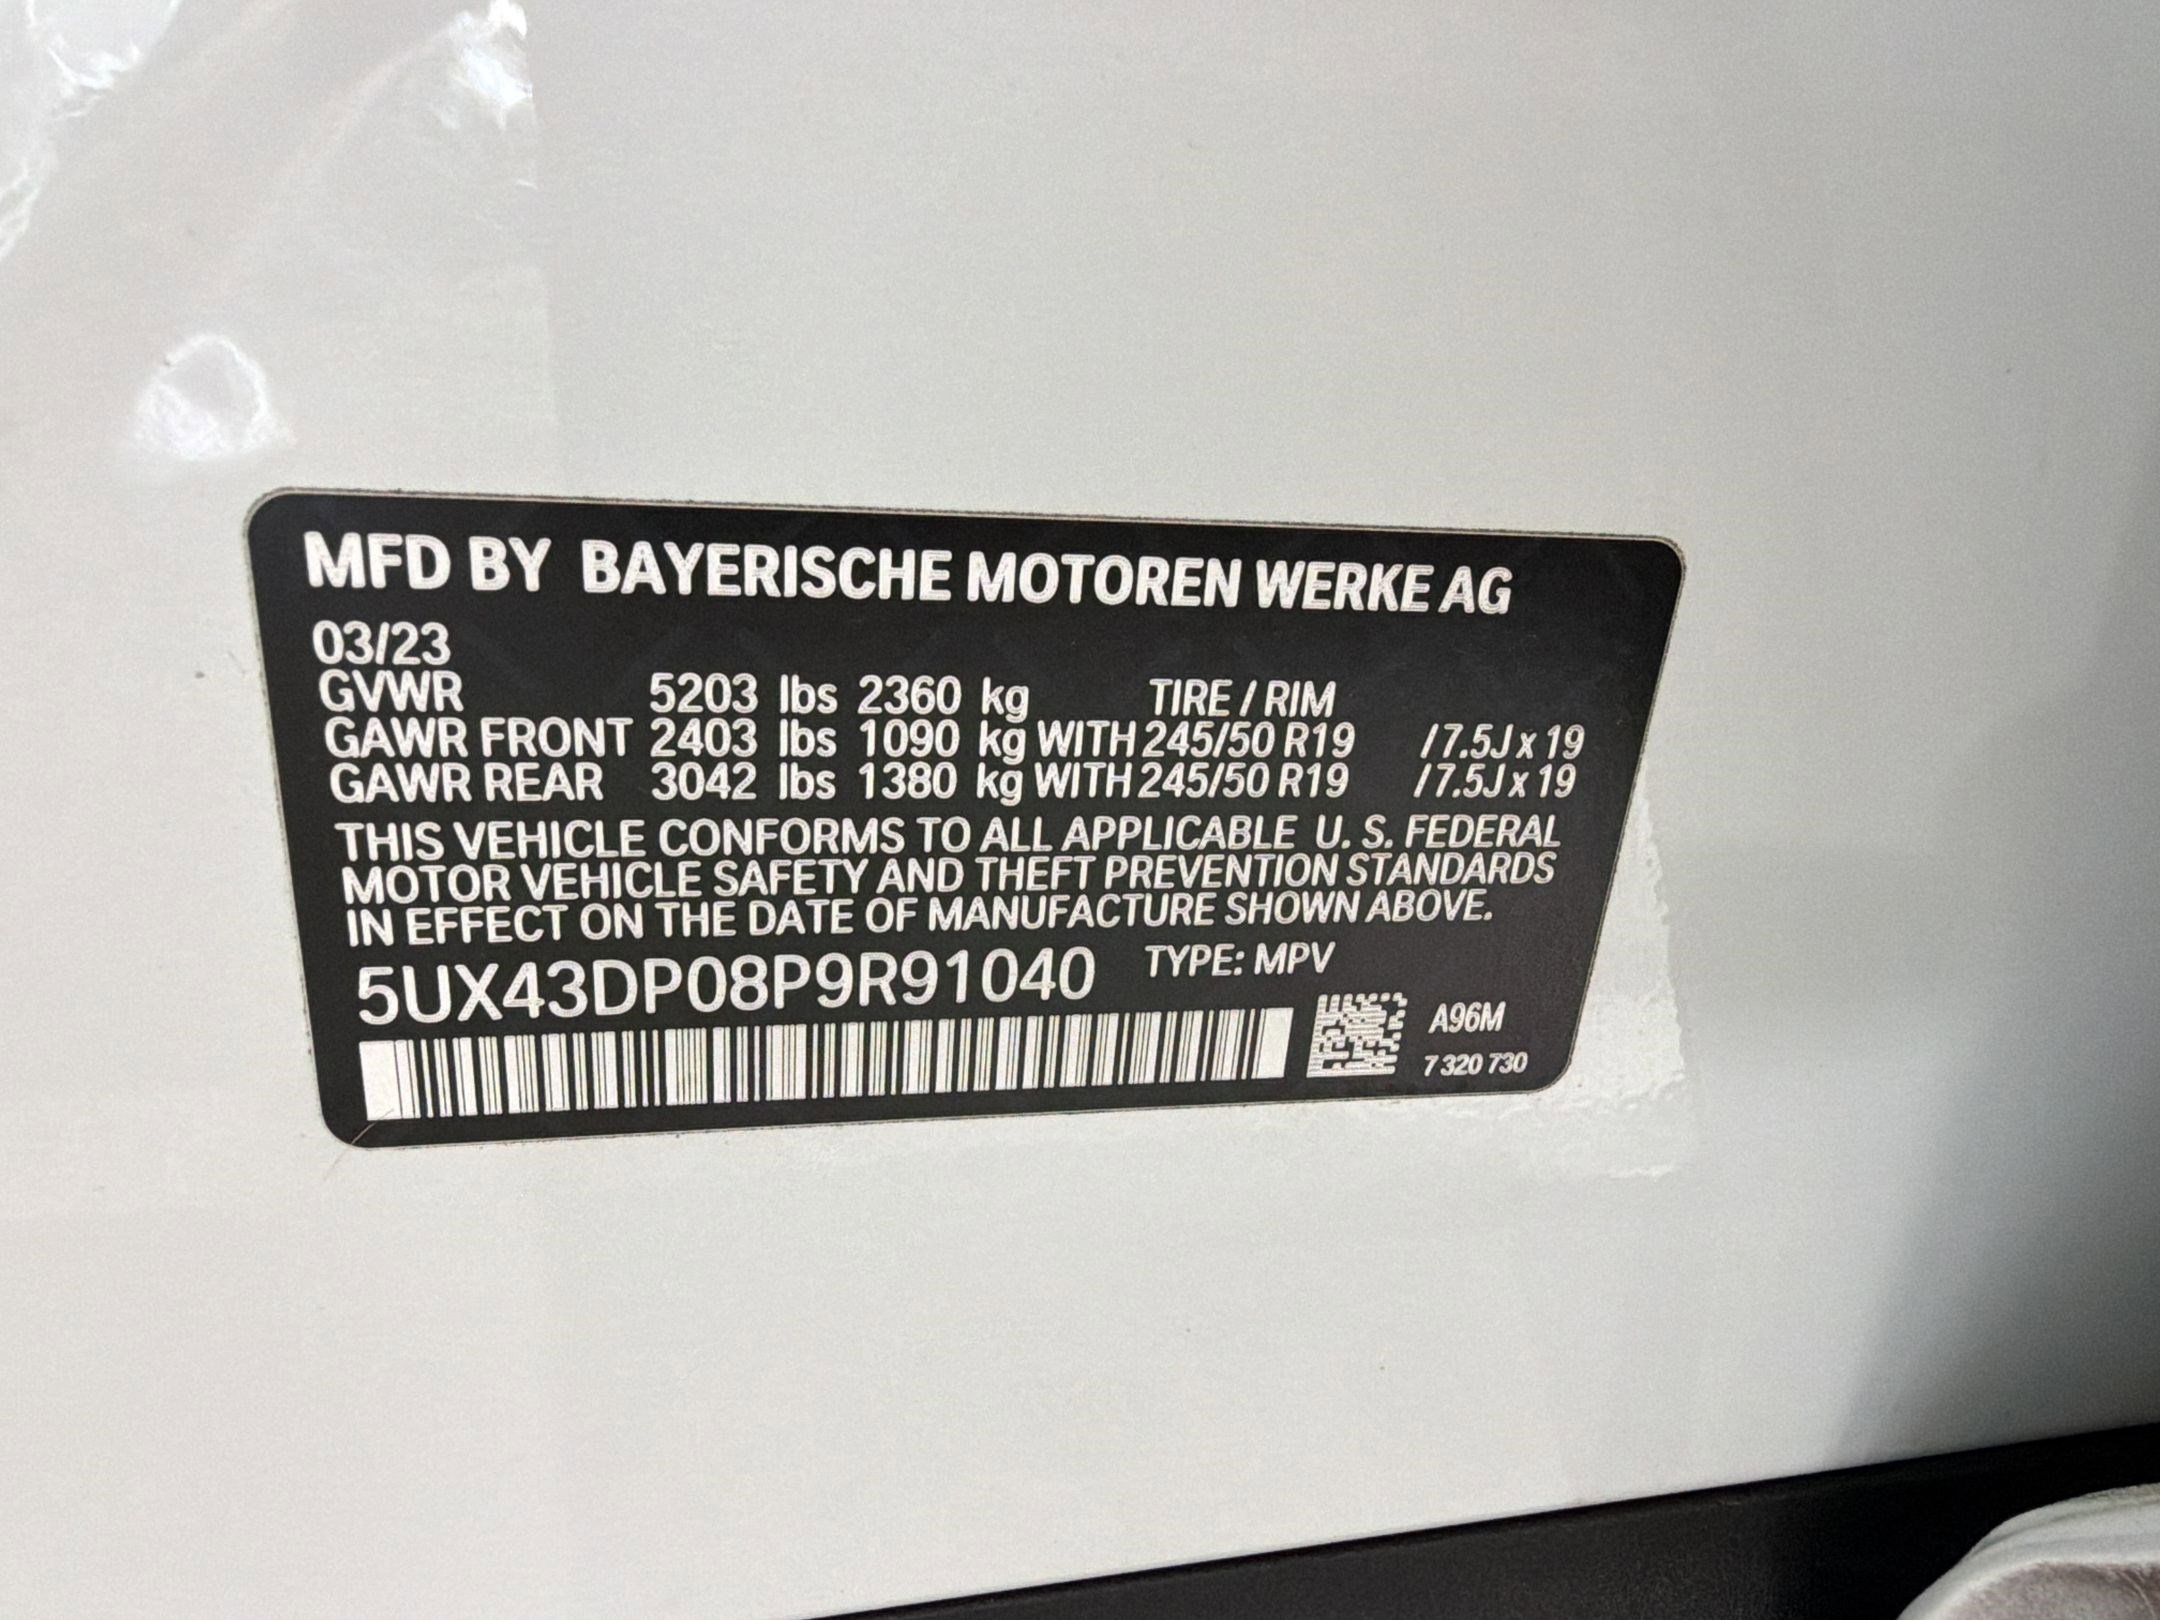 MFD BY BAYERISCHE MOTOREN WERKE AG
03/23
GVWR 5203 lbs 2360 kg TIRE / RIM
GAWR FRONT 2403 lbs 1090 kg WITH 245/50 R19 /7.5J x 19
GAWR REAR 3042 lbs 1380 kg WITH 245/50 R19 /7.5J x 19
THIS VEHICLE CONFORMS TO ALL APPLICABLE U. S. FEDERAL
MOTOR VEHICLE SAFETY AND THEFT PREVENTION STANDARDS
IN EFFECT ON THE DATE OF MANUFACTURE SHOWN ABOVE.
5UX43DP08P9R91040 TYPE: MPV
A96M
7 320 730